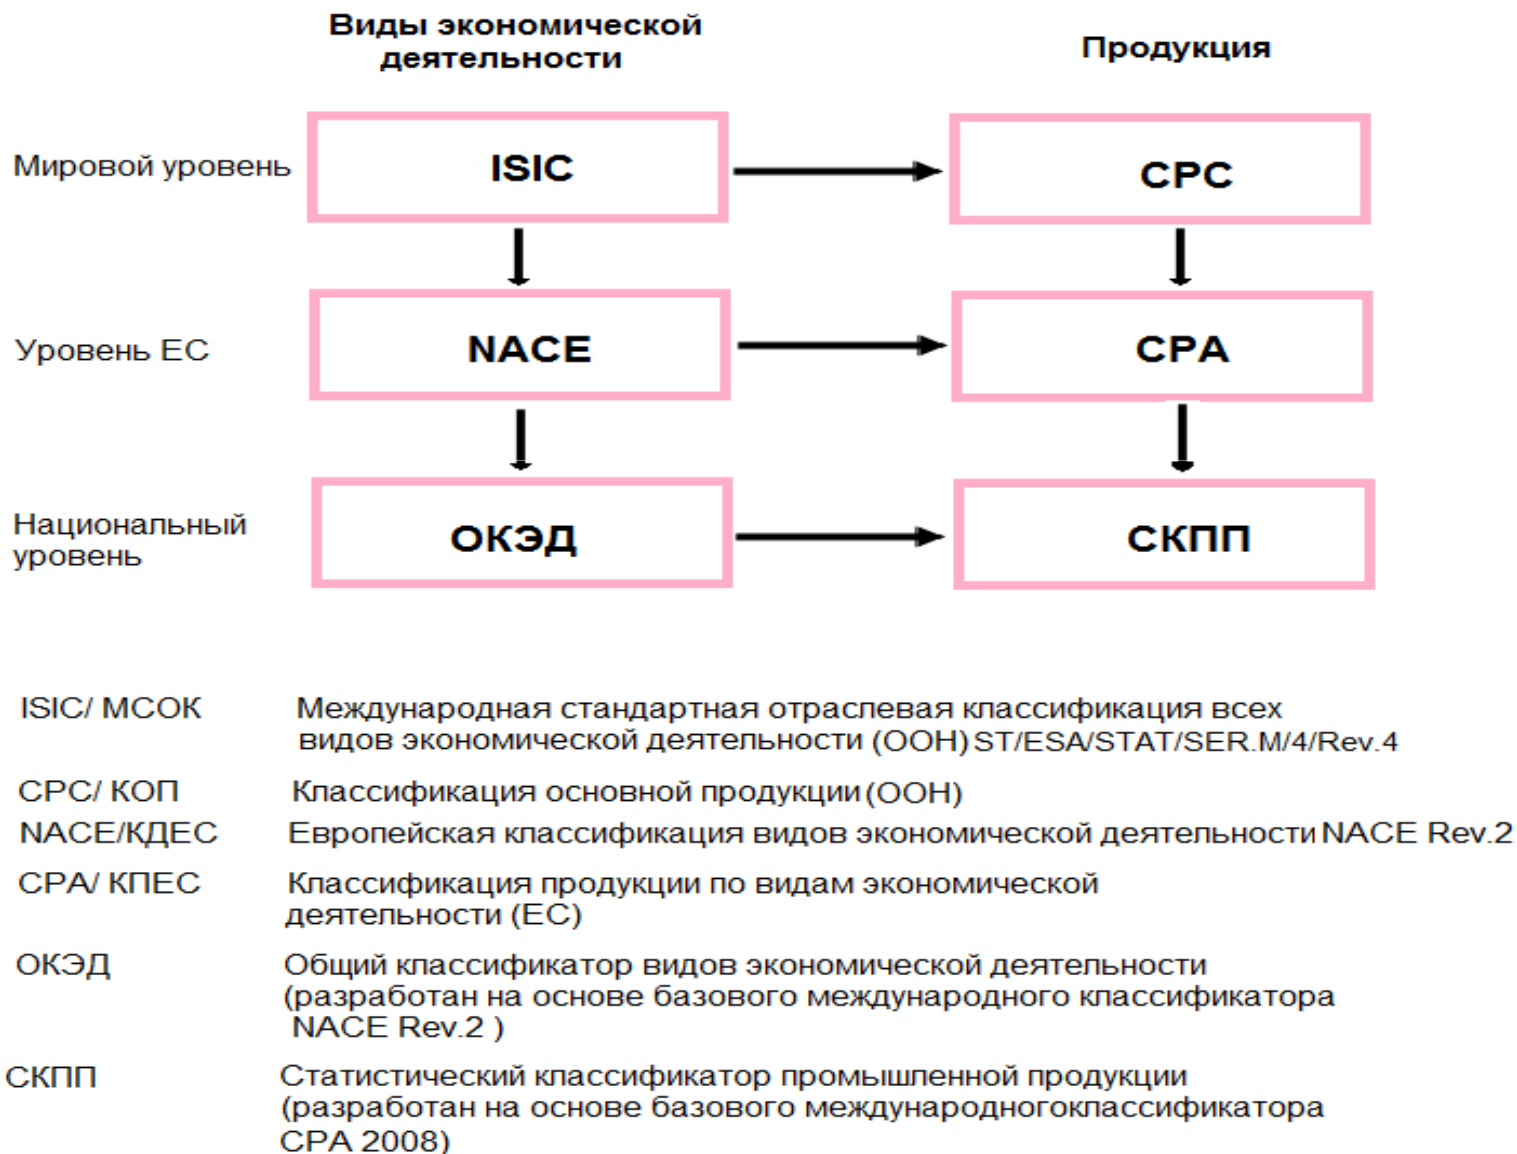 Виды экономической
деятельности
Продукция
Мировой уровень
ISIC
CPC
Уровень ЕС
NACE
CPA
Национальный
уровень
ОКЭД
СКПП
ISIC/ МСОК
Международная стандартная отраслевая классификация всех
видов экономической деятельности (ООН) ST/ESA/STAT/SER.M/4/Rev.4
CPC/ КОП
Классификация основной продукции (ООН)
NACE/КДЕС
Европейская классификация видов экономической деятельности NACE Rev.2
CPA/ КПЕС
Классификация продукции по видам экономической
деятельности (ЕС)
ОКЭД
Общий классификатор видов экономической деятельности
(разработан на основе базового международного классификатора
NACE Rev.2 )
СКПП
Статистический классификатор промышленной продукции
(разработан на основе базового международногоклассификатора
CPA 2008)